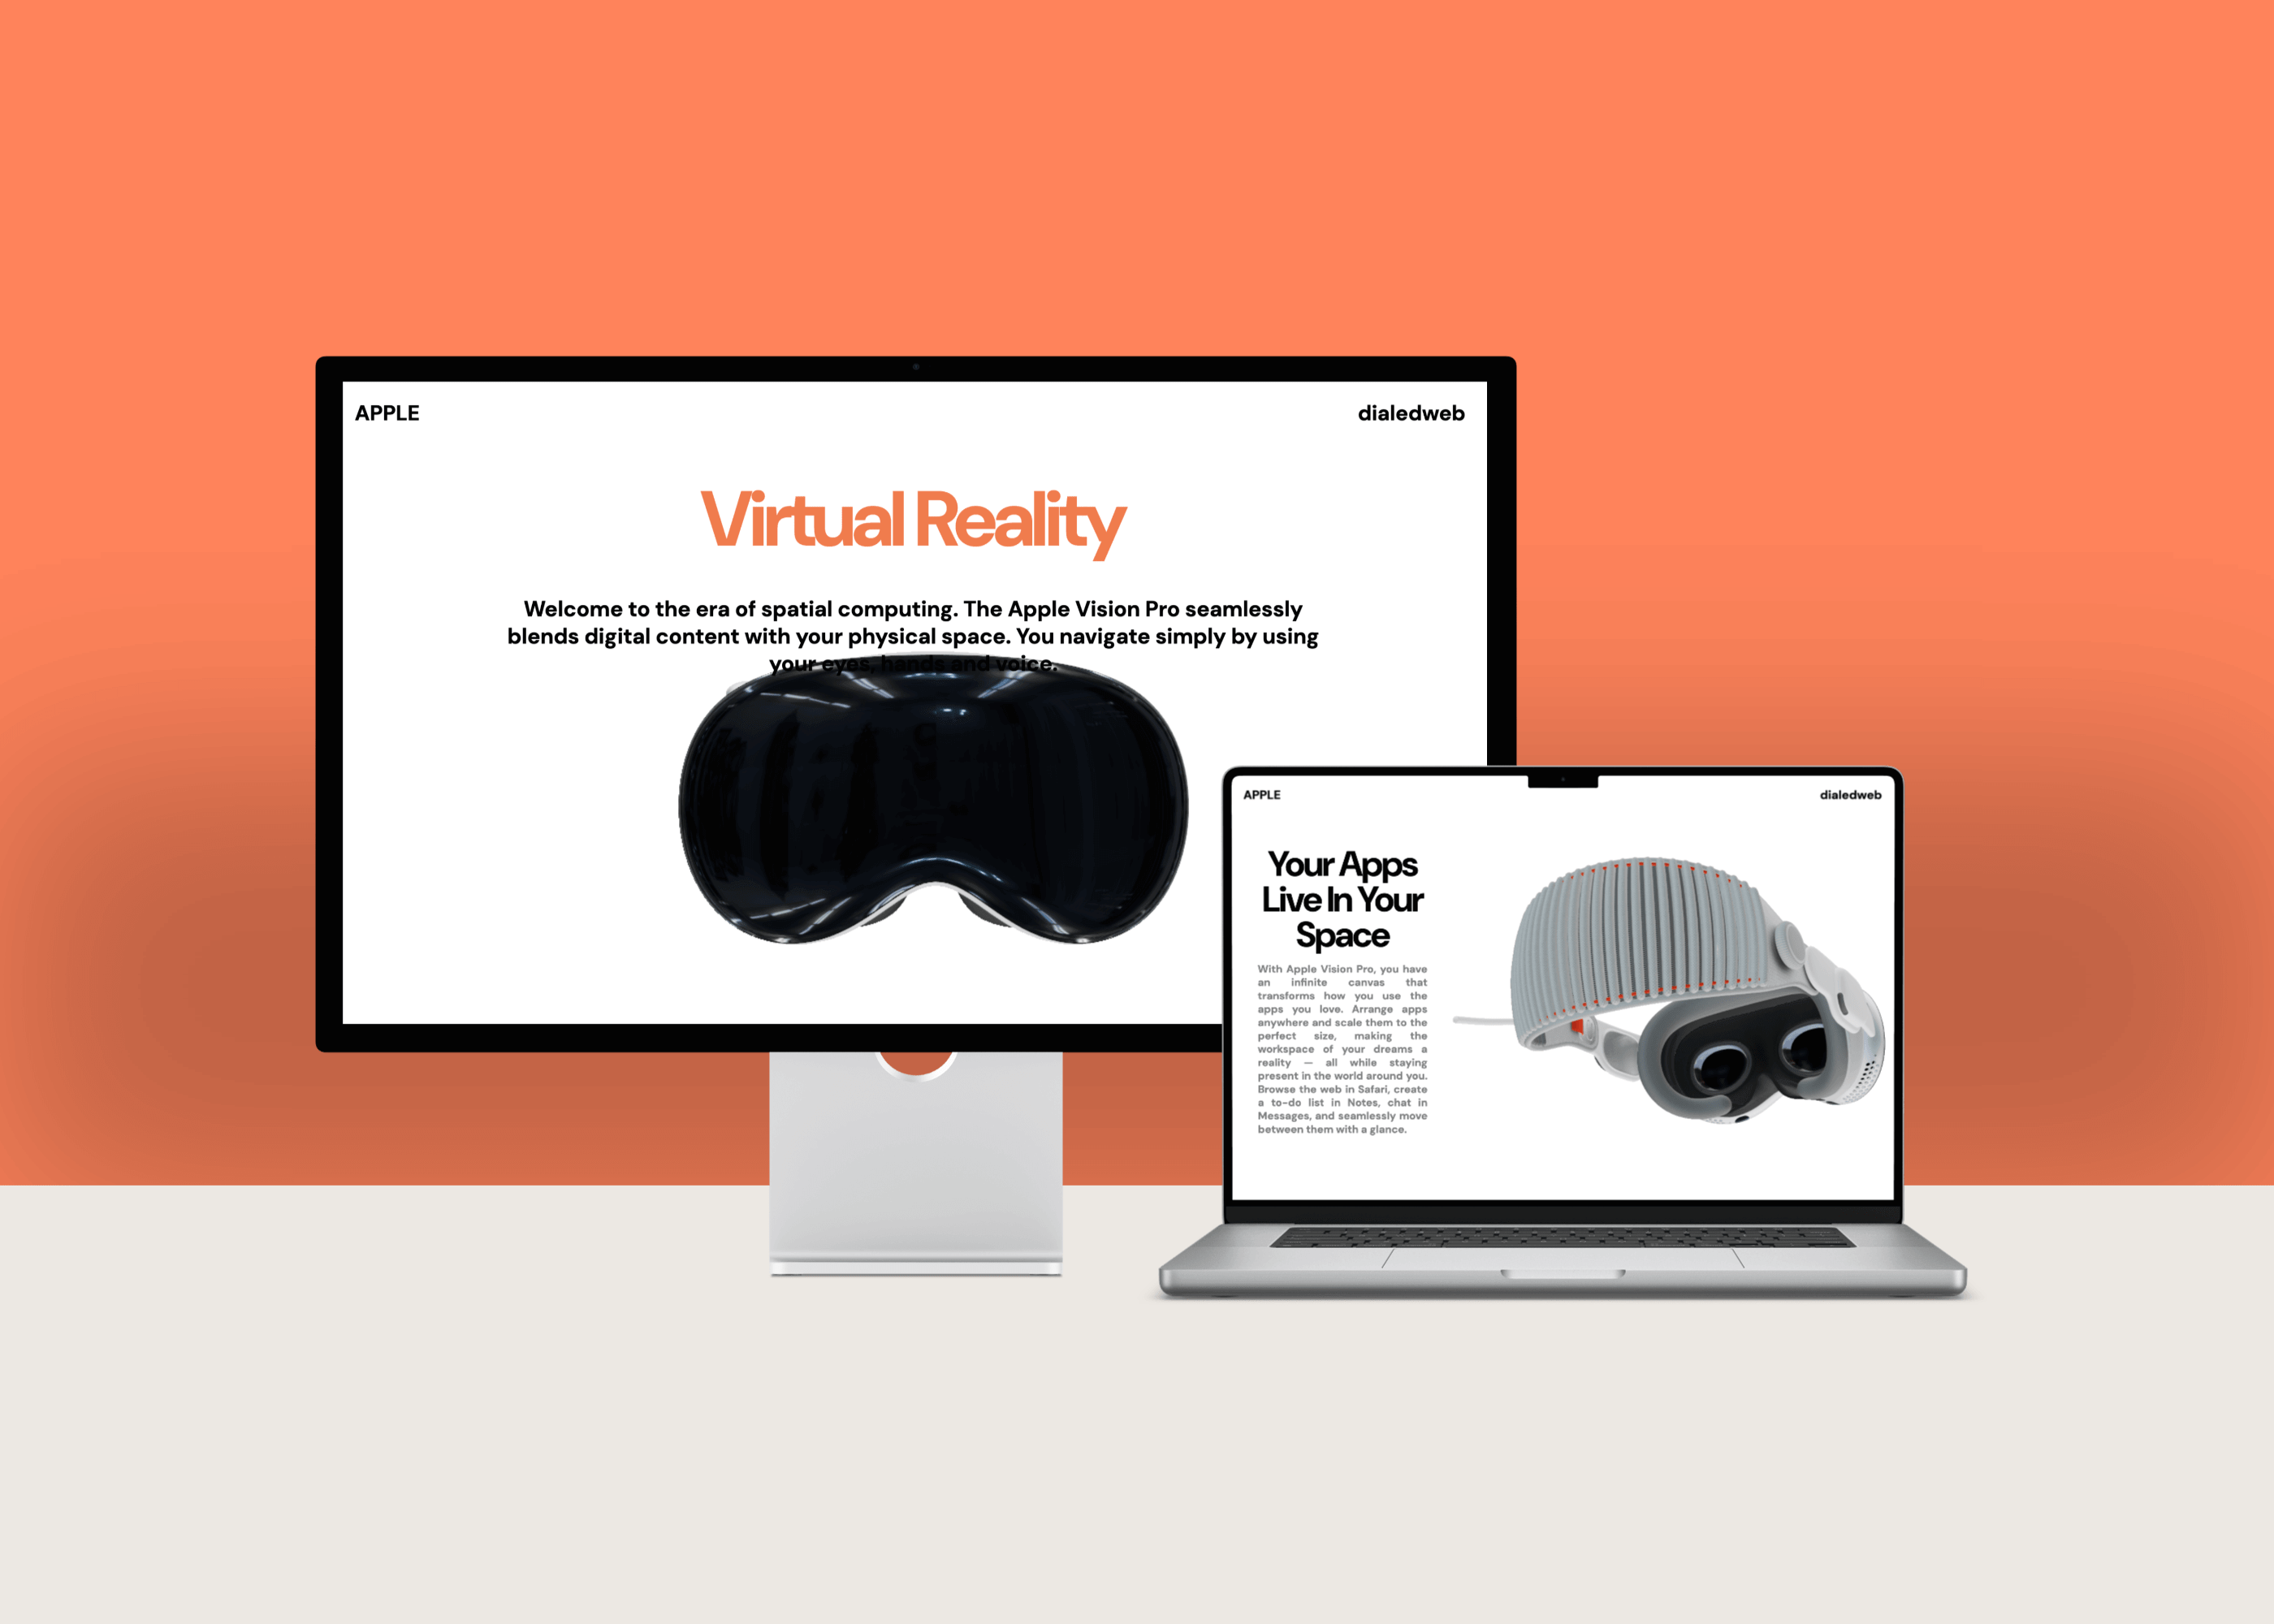 APPLE
dialedweb
Virtual Reality
Welcome to the era of spatial computing. The Apple Vision Pro seamlessly
blends digital content with your physical space. You navigate simply by using
your eyes, hands and voice.
APPLE
dialedweb
Your Apps
Live In Your
Space
With Apple Vision Pro, you have
an infinite canvas that
transforms how you use the
apps you love. Arrange apps
anywhere and scale them to the
perfect size, making the
workspace of your dreams a
reality — all while staying
present in the world around you.
Browse the web in Safari, create
a to-do list in Notes, chat in
Messages, and seamlessly move
between them with a glance.